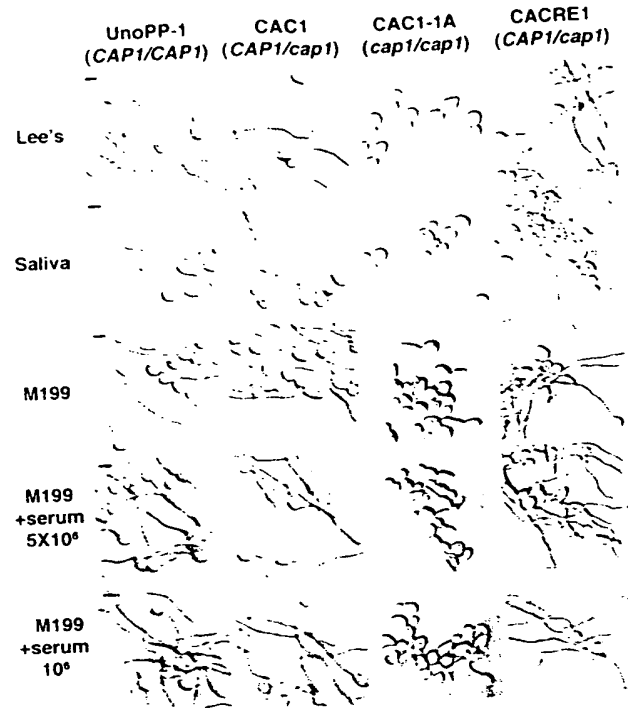 UnoPP-1 CAC1 CAC1-1A CACRE1
(CAP1/CAP1) (CAP1/cap1) (cap1/cap1) (CAP1/cap1)
Lee's
Saliva
M199
M199
+serum
5X10⁶
M199
+serum
10⁶